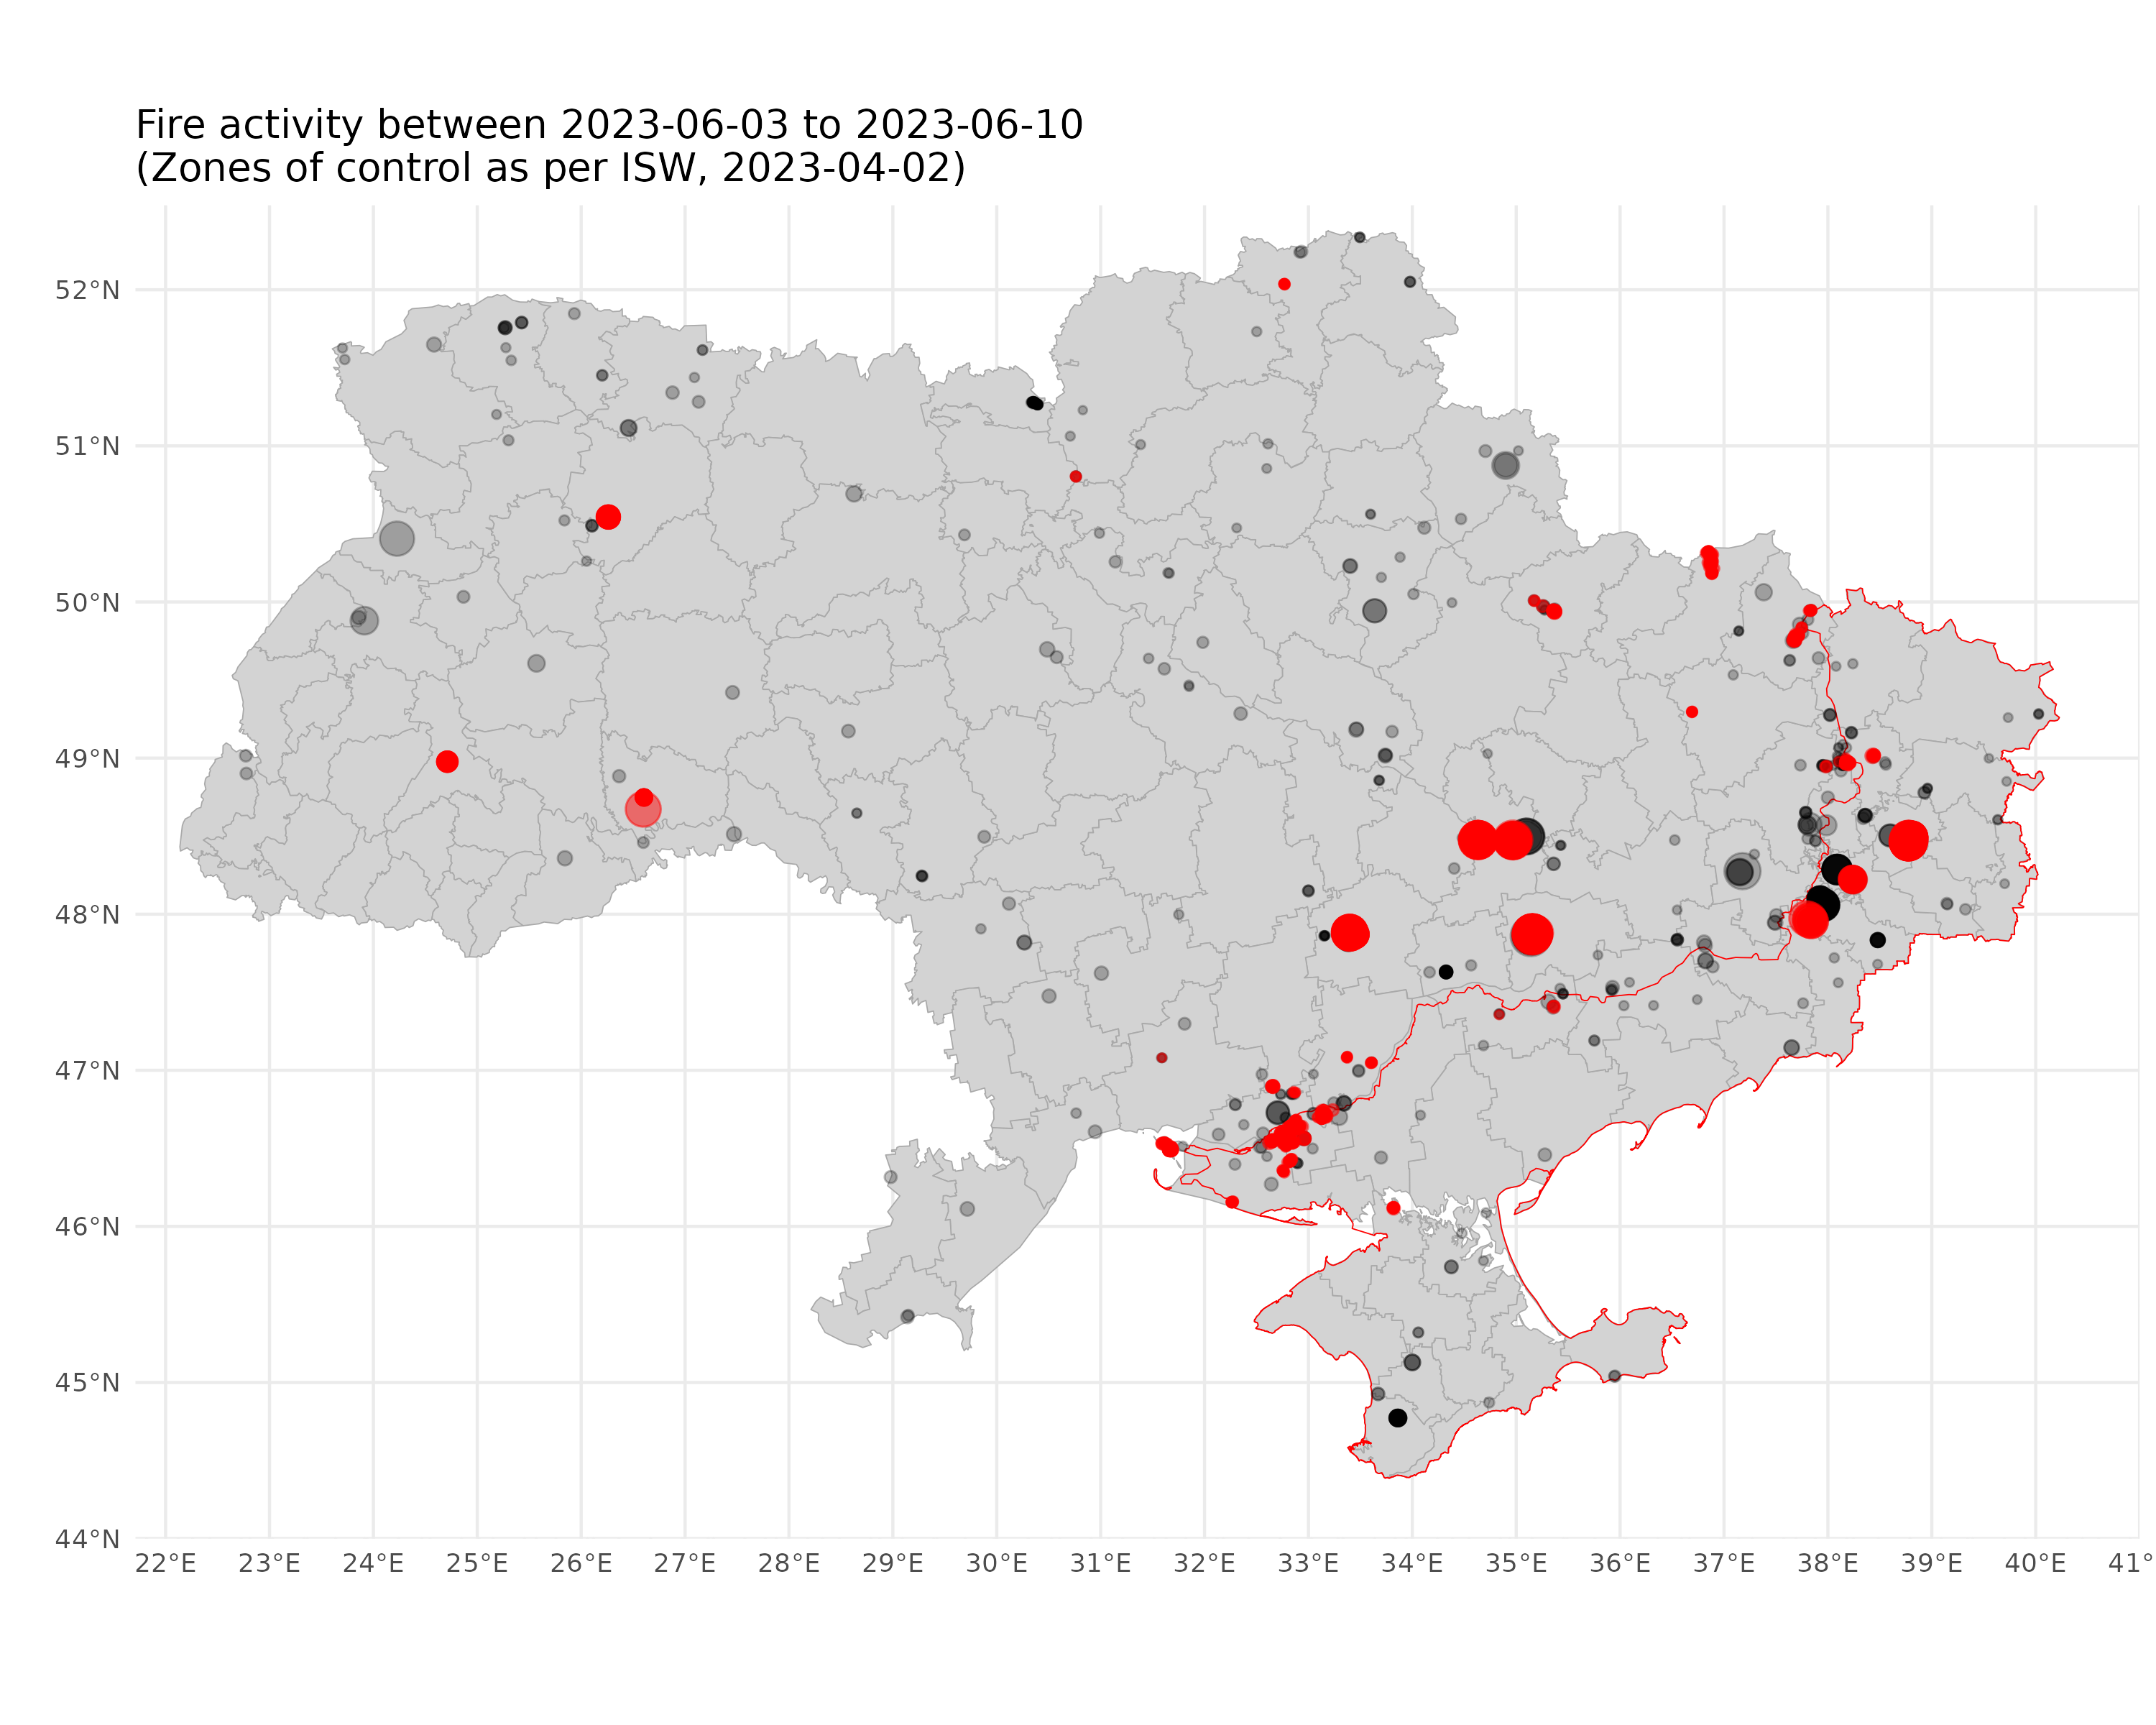 Fire activity between 2023-06-03 to 2023-06-10
(Zones of control as per ISW, 2023-04-02)
52°N
51°N
50°N
49°N
48°N
47°N
46°N
45°N
44°N
22°E 23°E 24°E 25°E 26°E 27°E 28°E 29°E 30°E 31°E 32°E 33°E 34°E 35°E 36°E 37°E 38°E 39°E 40°E 41°